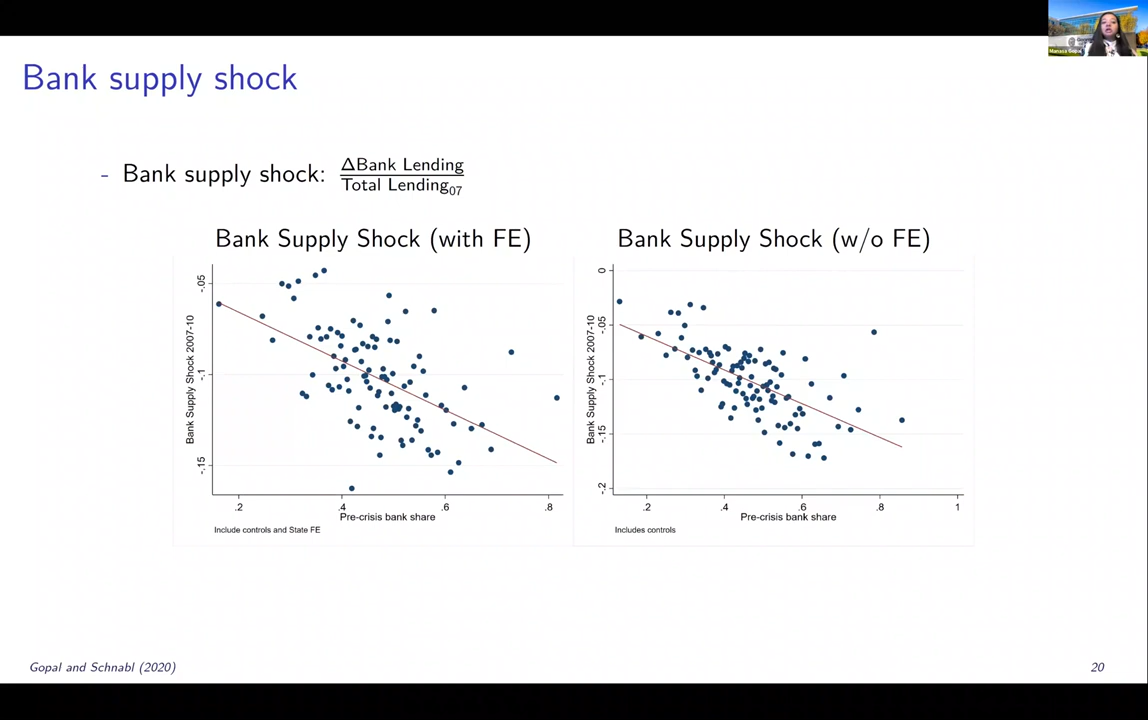 Bank supply shock
- Bank supply shock: ΔBank Lending / Total Lending07
Bank Supply Shock (with FE)
Bank Supply Shock (w/o FE)
Bank Supply Shock 2007-10
-.05
-.1
-.15
.2
.4
.6
.8
Pre-crisis bank share
Include controls and State FE
Bank Supply Shock 2007-10
0
-.05
-.1
-.15
-.2
.2
.4
.6
.8
1
Pre-crisis bank share
Includes controls
Gopal and Schnabl (2020)
20
Manasa Gopal